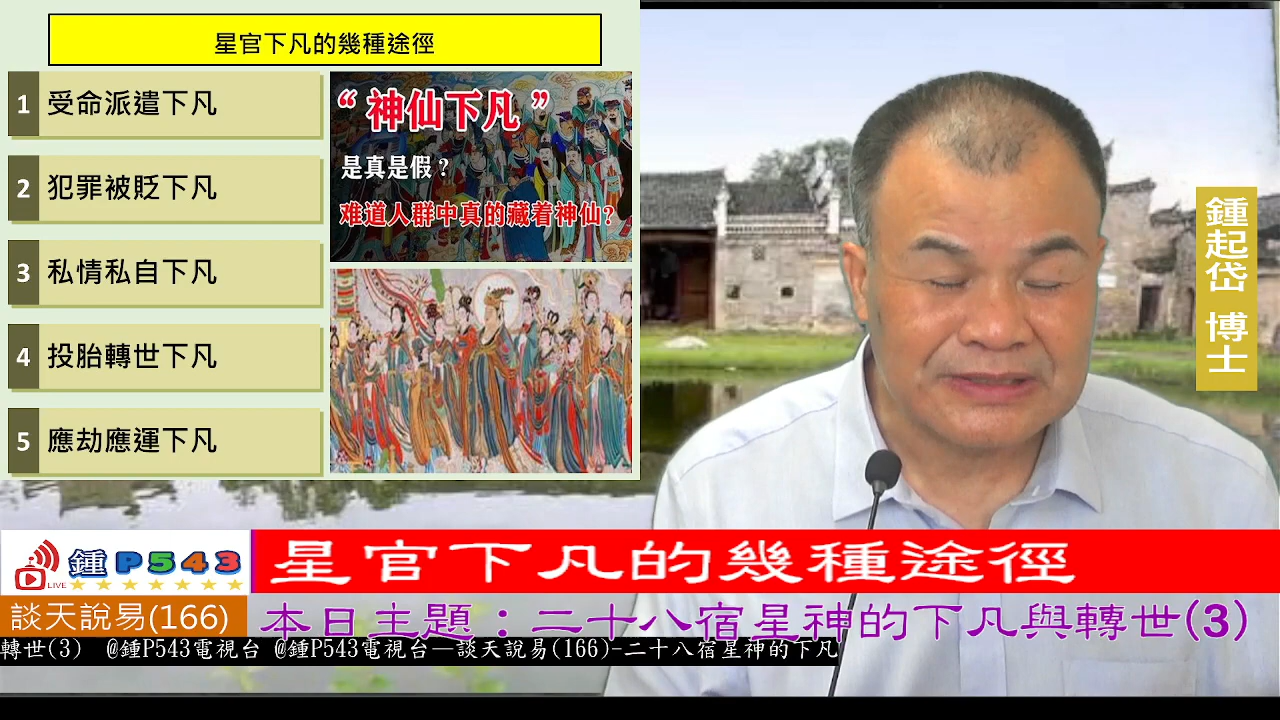 星官下凡的幾種途徑
1 受命派遣下凡
2 犯罪被貶下凡
3 私情私自下凡
4 投胎轉世下凡
5 應劫應運下凡
“神仙下凡”
是真是假？
难道人群中真的藏着神仙?
鍾起岱 博士
LIVE
鍾P543
星官下凡的幾種途徑
談天說易(166)
本日主題：二十八宿星神的下凡與轉世(3)
轉世(3) @鍾P543電視台 @鍾P543電視台—談天說易(166)-二十八宿星神的下凡